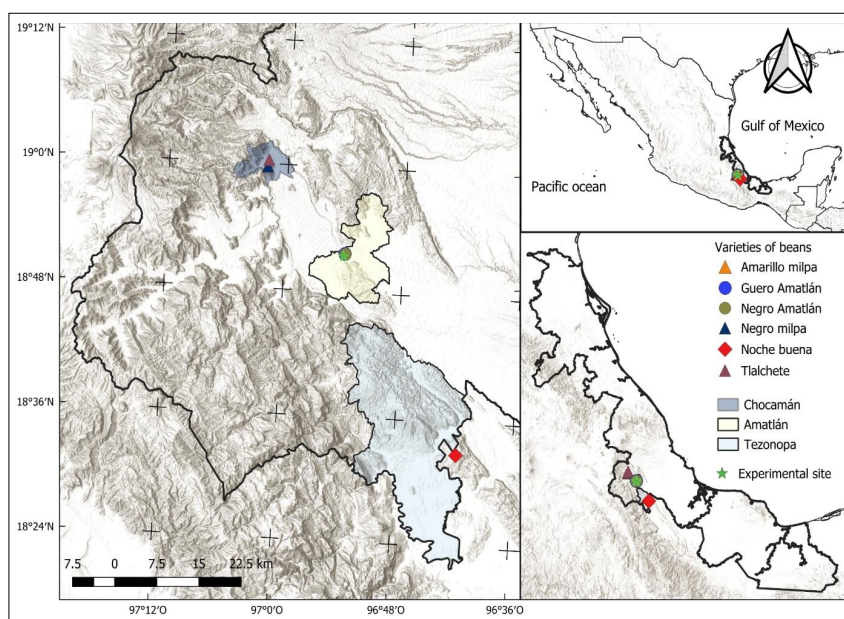 19°12'N
19°0'N
18°48'N
18°36'N
18°24'N
7.5 0 7.5 15 22.5 km
97°12'W 97°0'W 96°48'W 96°36'W
Gulf of Mexico
Pacific ocean
Varieties of beans
Amarillo milpa
Guero Amatlán
Negro Amatlán
Negro milpa
Noche buena
Tlalchete
Chocamán
Amatlán
Tezonopa
Experimental site